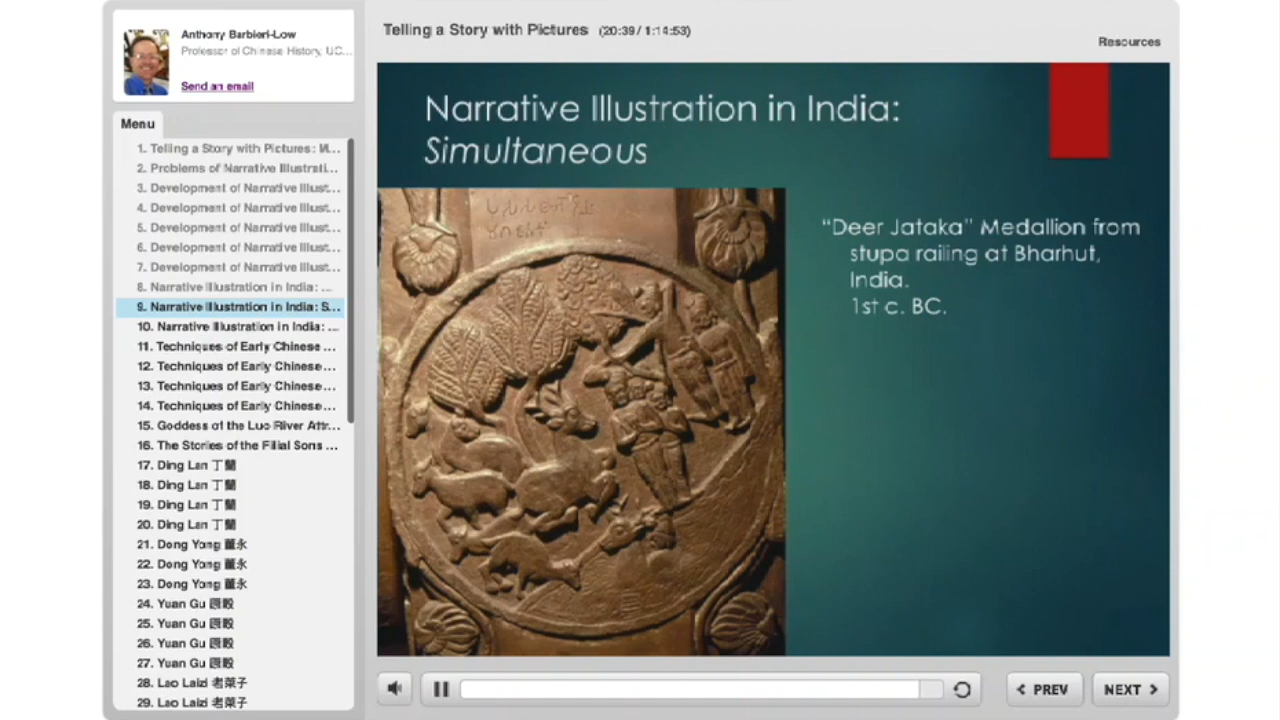 Anthony Barbieri-Low
Professor of Chinese History, UC...
Send an email
Menu
1. Telling a Story with Pictures: M...
2. Problems of Narrative Illustrati...
3. Development of Narrative Illust...
4. Development of Narrative Illust...
5. Development of Narrative Illust...
6. Development of Narrative Illust...
7. Development of Narrative Illust...
8. Narrative Illustration in India: ...
9. Narrative Illustration in India: S...
10. Narrative Illustration in India: ...
11. Techniques of Early Chinese ...
12. Techniques of Early Chinese ...
13. Techniques of Early Chinese ...
14. Techniques of Early Chinese ...
15. Goddess of the Luo River Attr...
16. The Stories of the Filial Sons ...
17. Ding Lan 丁蘭
18. Ding Lan 丁蘭
19. Ding Lan 丁蘭
20. Ding Lan 丁蘭
21. Dong Yong 董永
22. Dong Yong 董永
23. Dong Yong 董永
24. Yuan Gu
25. Yuan Gu
26. Yuan Gu
27. Yuan Gu
28. Lao Laizi 老萊子
29. Lao Laizi 老萊子
Telling a Story with Pictures (20:39 / 1:14:53)
Resources
Narrative Illustration in India:
Simultaneous
“Deer Jataka” Medallion from
stupa railing at Bharhut,
India.
1st c. BC.
PREV
NEXT